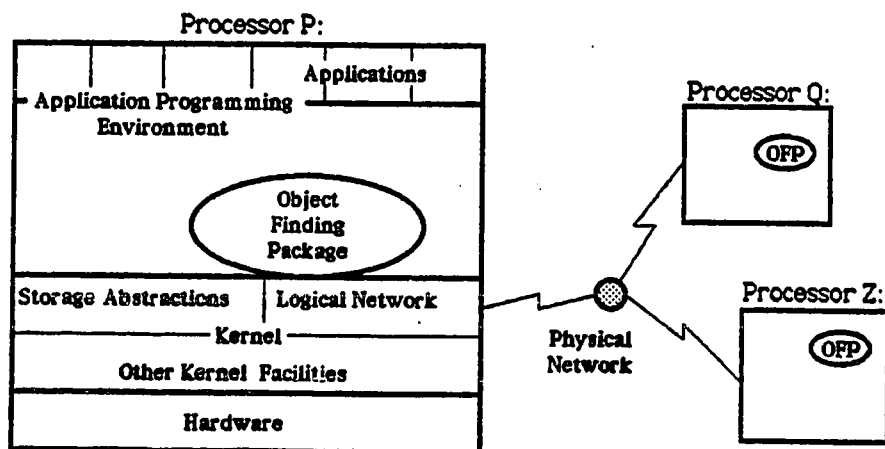 Processor P:
Applications
Application Programming
Environment
Object
Finding
Package
Storage Abstractions
Logical Network
Kernel
Other Kernel Facilities
Hardware
Physical
Network
Processor Q:
OFP
Processor Z:
OFP